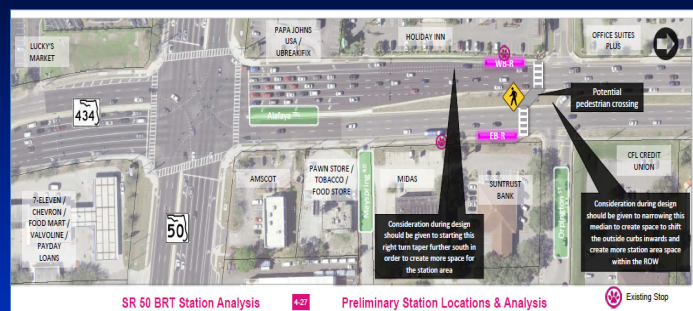 LUCKY'S
MARKET
PAPA JOHNS
USA /
UBREAKIFIX
HOLIDAY INN
OFFICE SUITES
PLUS
WB-R
Potential
pedestrian crossing
434
Alafaya
EB-R
7-ELEVEN /
CHEVRON /
FOOD MART /
VALVOLINE /
PAYDAY
LOANS
50
AMSCOT
PAWN STORE /
TOBACCO /
FOOD STORE
MIDAS
SUNTRUST
BANK
CFL CREDIT
UNION
Consideration during design
should be given to starting this
right turn taper further south in
order to create more space for
the station area
Consideration during design
should be given to narrowing this
median to create space to shift
the outside curbs inwards and
create more station area space
within the ROW
SR 50 BRT Station Analysis
4-27
Preliminary Station Locations & Analysis
Existing Stop